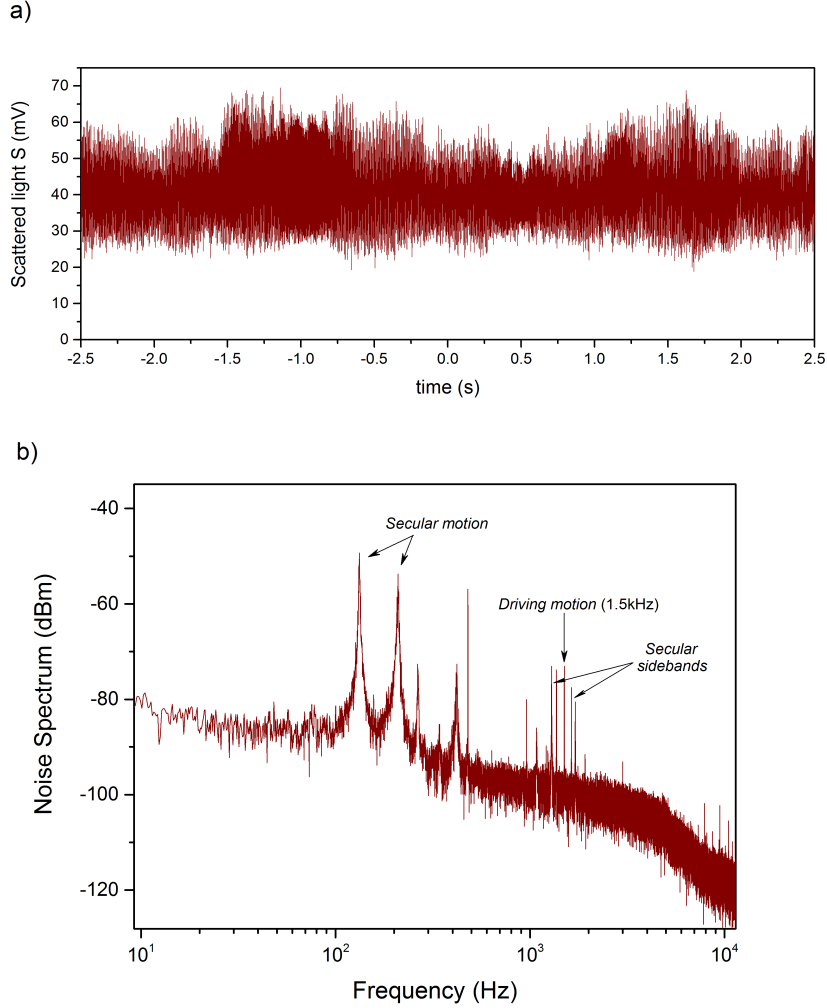 a)
70
60
50
40
30
20
10
0
Scattered light S (mV)
-2.5 -2.0 -1.5 -1.0 -0.5 0.0 0.5 1.0 1.5 2.0 2.5
time (s)
b)
-40
-60
-80
-100
-120
Noise Spectrum (dBm)
Secular motion
Driving motion (1.5kHz)
Secular
sidebands
10¹ 10² 10³ 10⁴
Frequency (Hz)